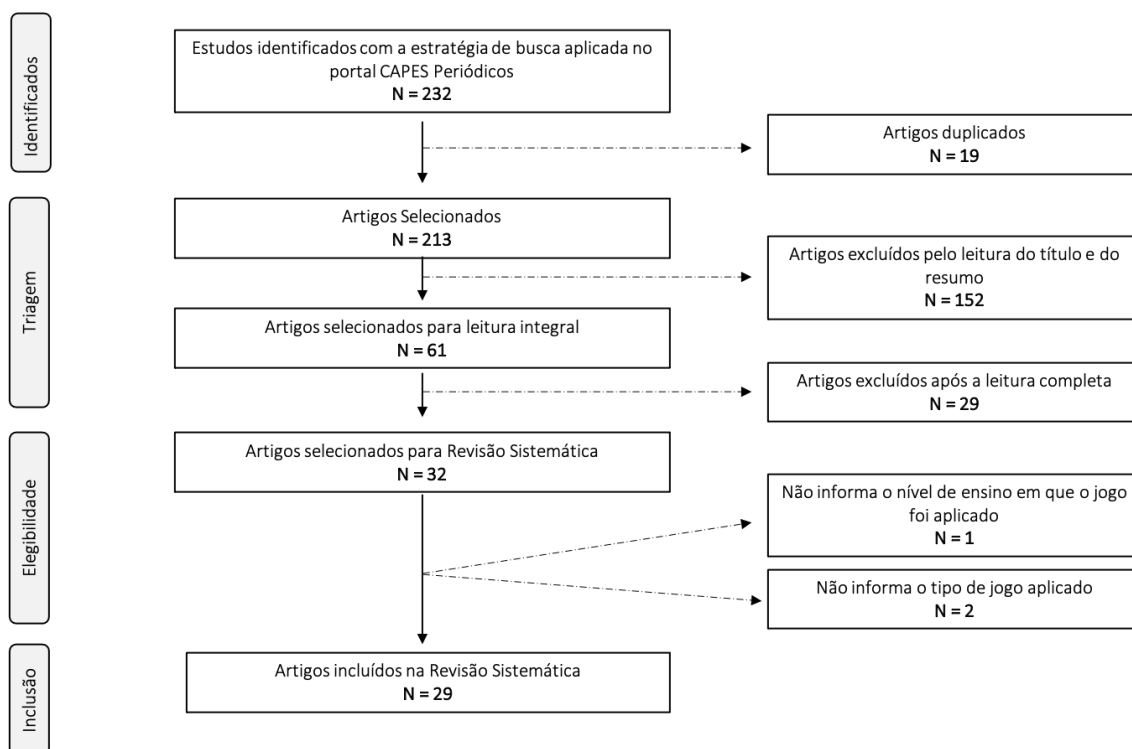 Identificados
Estudos identificados com a estratégia de busca aplicada no
portal CAPES Periódicos
N = 232
Artigos duplicados
N = 19
Triagem
Artigos Selecionados
N = 213
Artigos excluídos pelo leitura do título e do
resumo
N = 152
Artigos selecionados para leitura integral
N = 61
Artigos excluídos após a leitura completa
N = 29
Elegibilidade
Artigos selecionados para Revisão Sistemática
N = 32
Não informa o nível de ensino em que o jogo
foi aplicado
N = 1
Não informa o tipo de jogo aplicado
N = 2
Inclusão
Artigos incluídos na Revisão Sistemática
N = 29